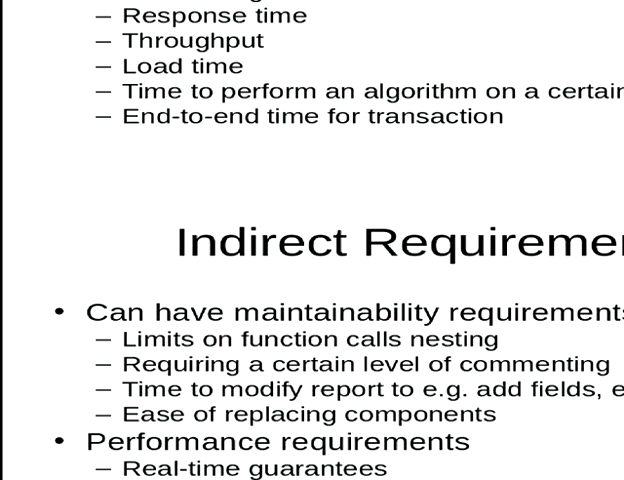 – Response time
– Throughput
– Load time
– Time to perform an algorithm on a certain
– End-to-end time for transaction
Indirect Requiremen
• Can have maintainability requirements
– Limits on function calls nesting
– Requiring a certain level of commenting
– Time to modify report to e.g. add fields, e
– Ease of replacing components
• Performance requirements
– Real-time guarantees